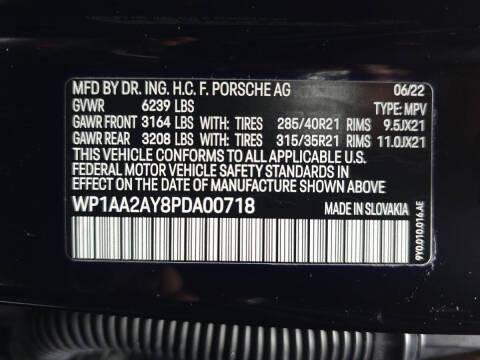 MFD BY DR. ING. H.C. F. PORSCHE AG 06/22
GVWR 6239 LBS TYPE: MPV
GAWR FRONT 3164 LBS WITH: TIRES 285/40R21 RIMS 9.5JX21
GAWR REAR 3208 LBS WITH: TIRES 315/35R21 RIMS 11.0JX21
THIS VEHICLE CONFORMS TO ALL APPLICABLE
FEDERAL MOTOR VEHICLE SAFETY STANDARDS IN
EFFECT ON THE DATE OF MANUFACTURE SHOWN ABOVE
WP1AA2AY8PDA00718 MADE IN SLOVAKIA
9Y0.010.016.AE